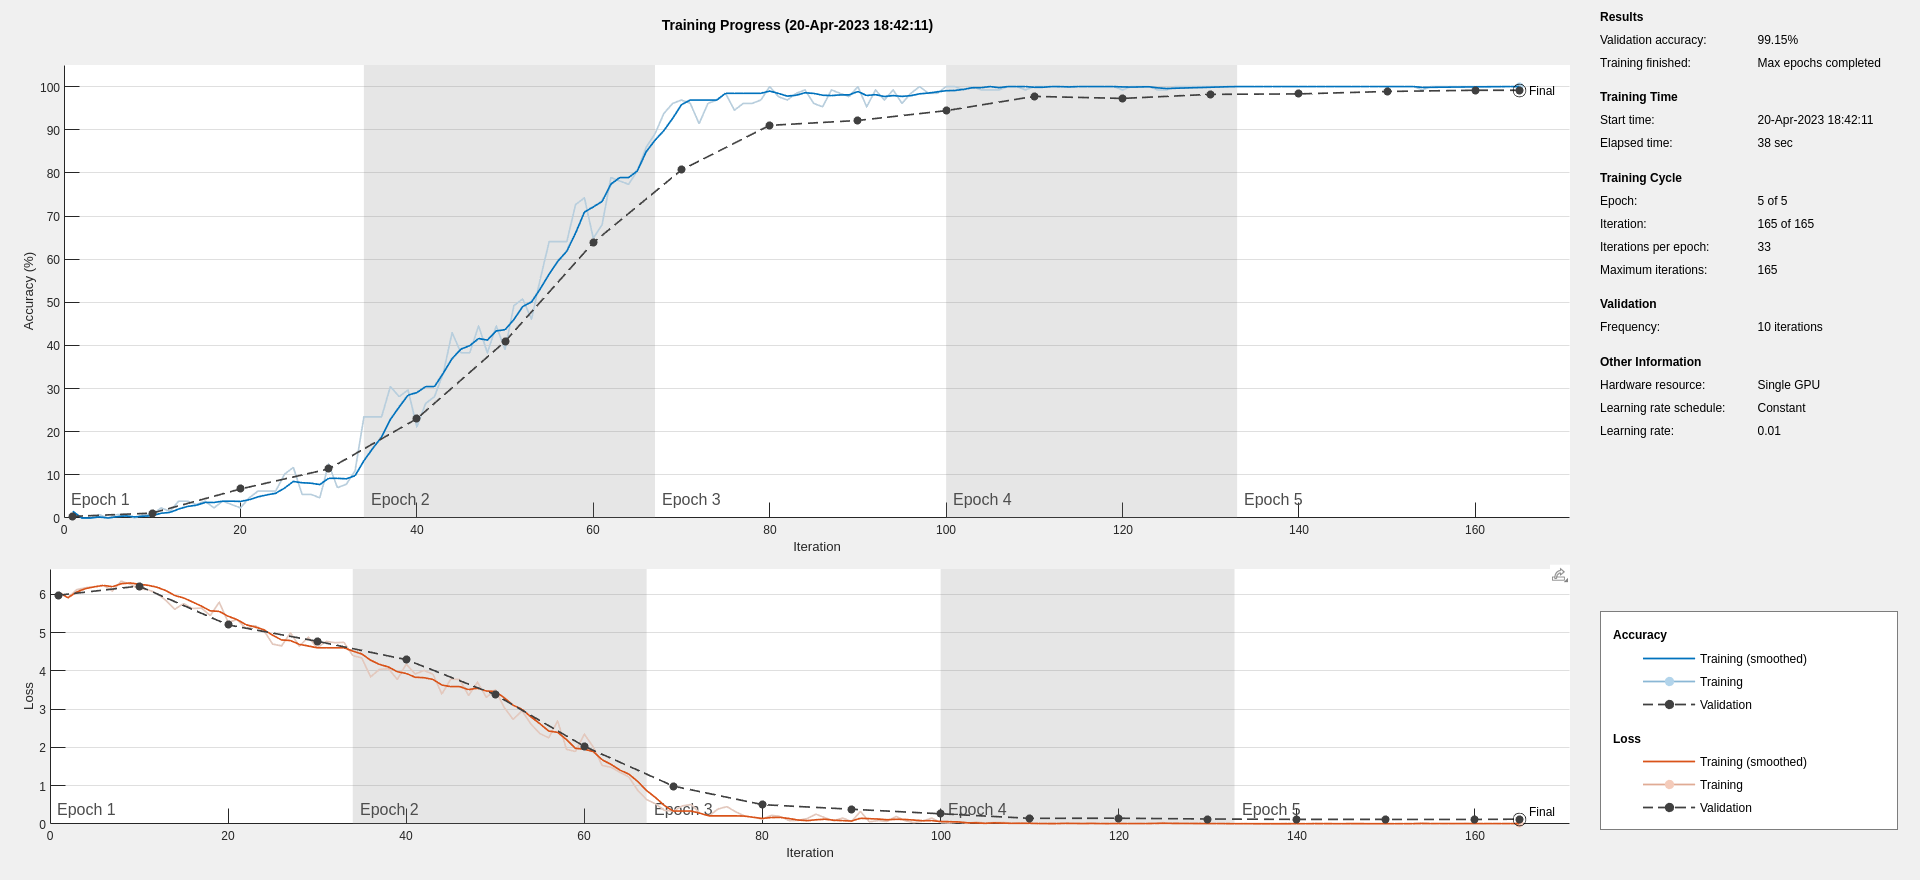 Training Progress (20-Apr-2023 18:42:11)
Accuracy (%)
100
90
80
70
60
50
40
30
20
10
0
Final
Epoch 1 Epoch 2 Epoch 3 Epoch 4 Epoch 5
0 20 40 60 80 100 120 140 160
Iteration
Loss
6
5
4
3
2
1
0
Final
Epoch 1 Epoch 2 Epoch 3 Epoch 4 Epoch 5
0 20 40 60 80 100 120 140 160
Iteration
Results
Validation accuracy: 99.15%
Training finished: Max epochs completed
Training Time
Start time: 20-Apr-2023 18:42:11
Elapsed time: 38 sec
Training Cycle
Epoch: 5 of 5
Iteration: 165 of 165
Iterations per epoch: 33
Maximum iterations: 165
Validation
Frequency: 10 iterations
Other Information
Hardware resource: Single GPU
Learning rate schedule: Constant
Learning rate: 0.01
Accuracy
Training (smoothed)
Training
Validation
Loss
Training (smoothed)
Training
Validation